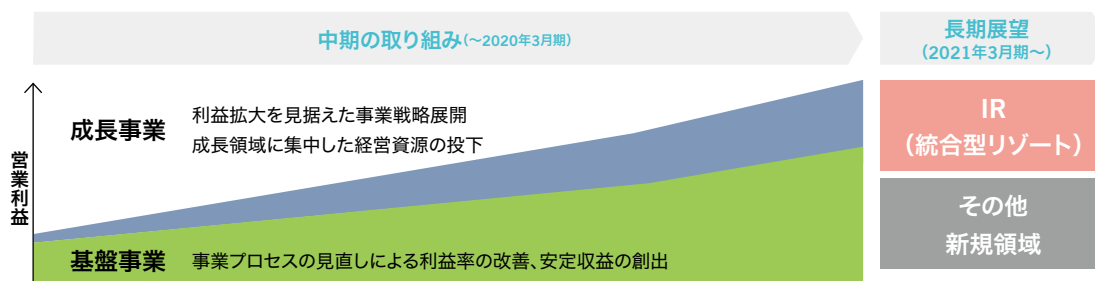 中期の取り組み(～2020年3月期)
長期展望
(2021年3月期～)
営業利益
成長事業
利益拡大を見据えた事業戦略展開
成長領域に集中した経営資源の投下
基盤事業
事業プロセスの見直しによる利益率の改善、安定収益の創出
IR
(統合型リゾート)
その他
新規領域